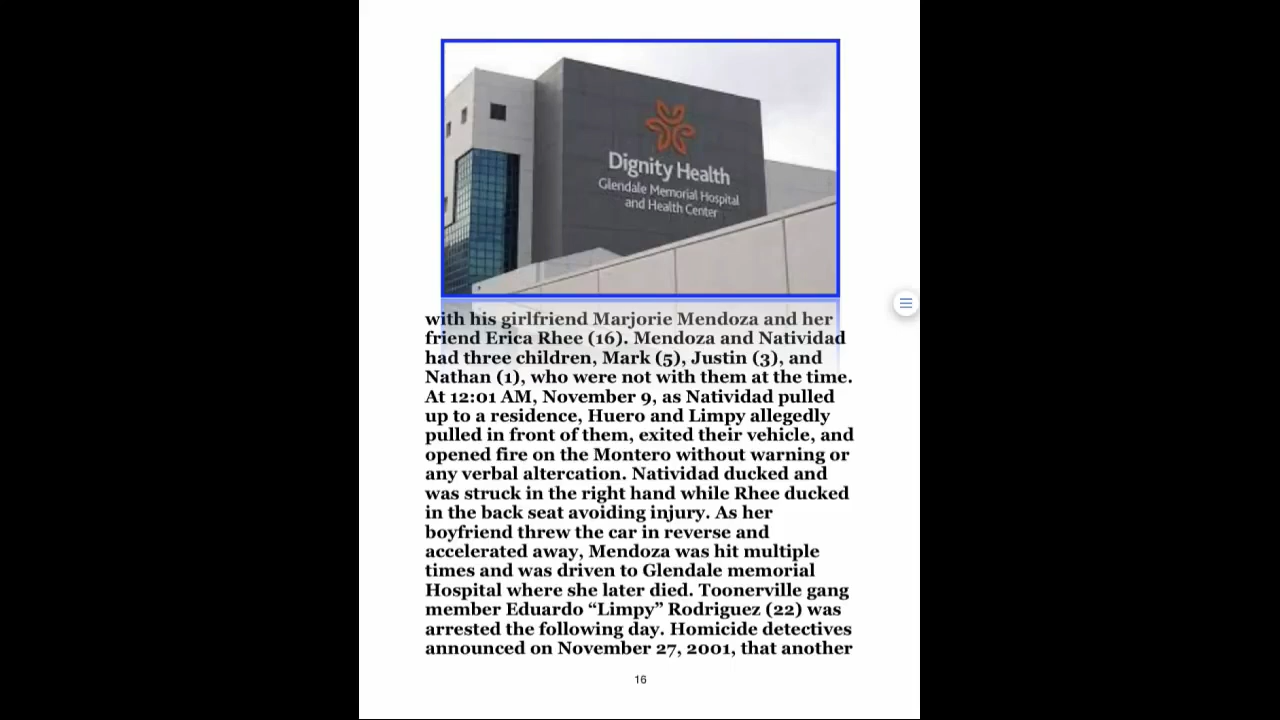 Dignity Health
Glendale Memorial Hospital
and Health Center
with his girlfriend Marjorie Mendoza and her
friend Erica Rhee (16). Mendoza and Natividad
had three children, Mark (5), Justin (3), and
Nathan (1), who were not with them at the time.
At 12:01 AM, November 9, as Natividad pulled
up to a residence, Huero and Limpy allegedly
pulled in front of them, exited their vehicle, and
opened fire on the Montero without warning or
any verbal altercation. Natividad ducked and
was struck in the right hand while Rhee ducked
in the back seat avoiding injury. As her
boyfriend threw the car in reverse and
accelerated away, Mendoza was hit multiple
times and was driven to Glendale memorial
Hospital where she later died. Toonerville gang
member Eduardo “Limpy” Rodriguez (22) was
arrested the following day. Homicide detectives
announced on November 27, 2001, that another
16